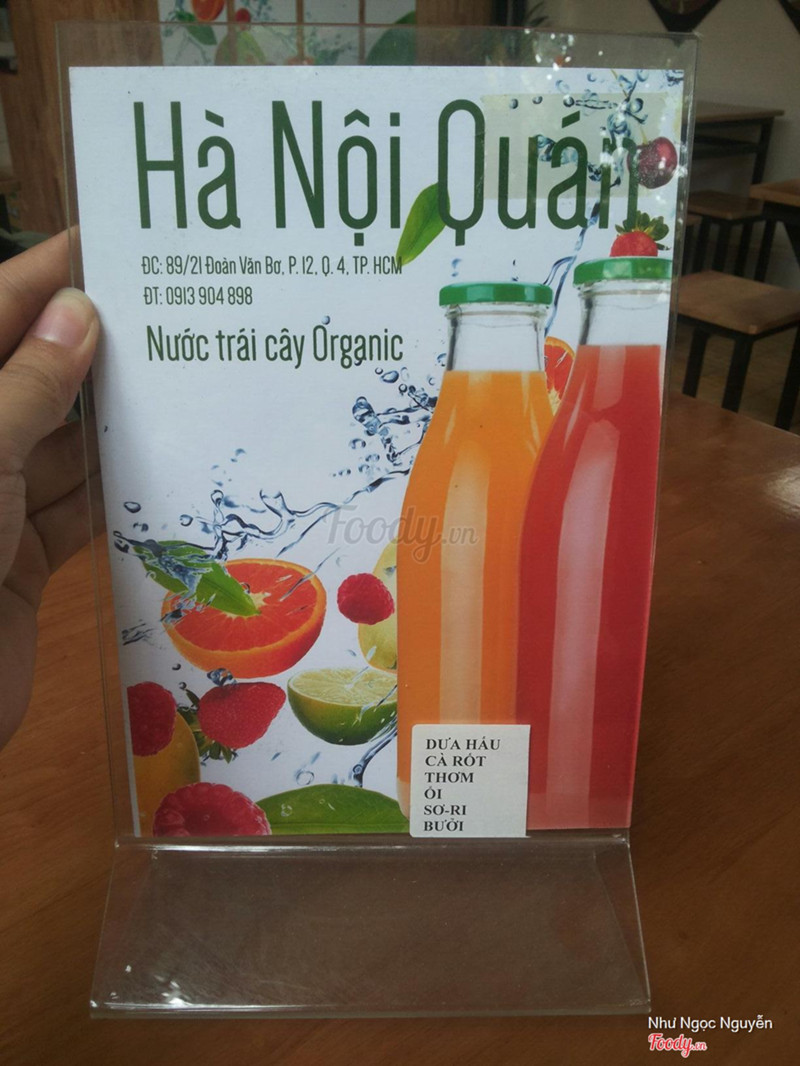 Hà Nội Quán
ĐC: 89/21 Đoàn Văn Bơ, P. 12, Q. 4, TP. HCM
ĐT: 0913 904 898
Nước trái cây Organic
Foody.vn
DƯA HẤU
CÀ RỐT
THƠM
ỔI
SƠ-RI
BƯỞI
Như Ngọc Nguyễn
Foody.vn